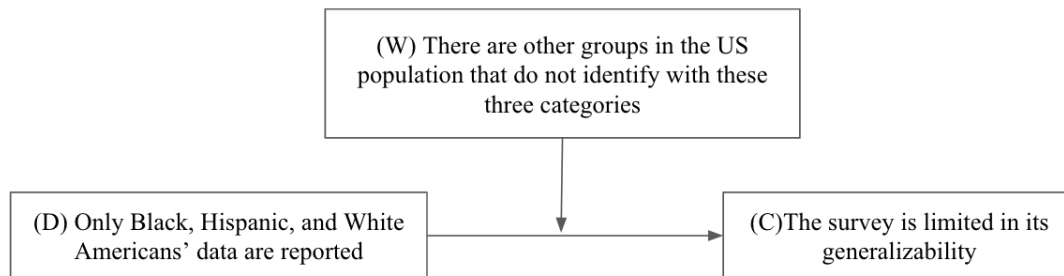 (W) There are other groups in the US
population that do not identify with these
three categories
(D) Only Black, Hispanic, and White
Americans’ data are reported
(C)The survey is limited in its
generalizability